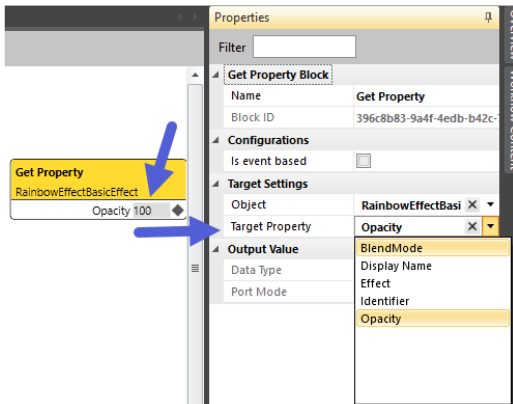 Properties
Filter
Get Property Block
Name Get Property
Block ID 396c8b83-9a4f-4edb-b42c-
Configurations
Is event based
Target Settings
Object RainbowEffectBasi
Target Property Opacity
BlendMode
Display Name
Effect
Identifier
Opacity
Output Value
Data Type
Port Mode
Get Property
RainbowEffectBasicEffect
Opacity 100